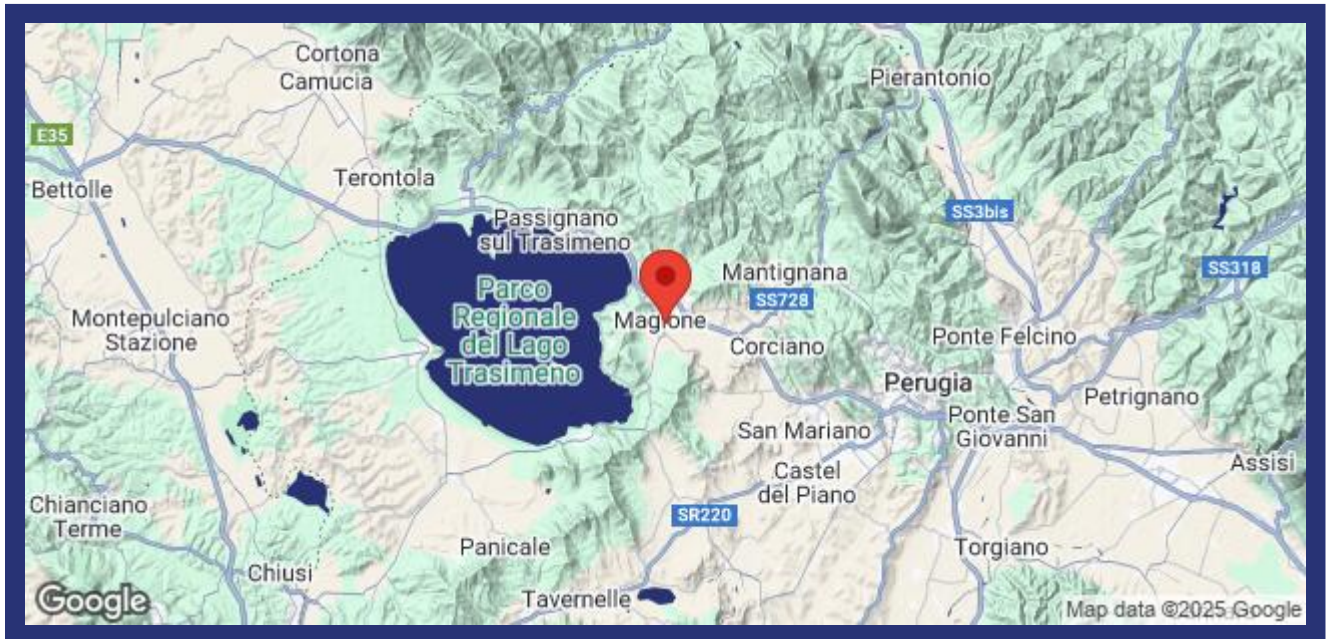 Cortona
Camucia
Pierantonio
E35
Terontola
Bettolle
Passignano
sul Trasimeno
SS3bis
SS318
Mantignana
SS728
Parco
Regionale
del Lago
Trasimeno
Magione
Montepulciano
Stazione
Corciano
Ponte Felcino
Perugia
Petrignano
Ponte San
Giovanni
San Mariano
Castel
del Piano
Assisi
Chianciano
Terme
SR220
Panicale
Torgiano
Chiusi
Tavernelle
Google
Map data ©2025 Google